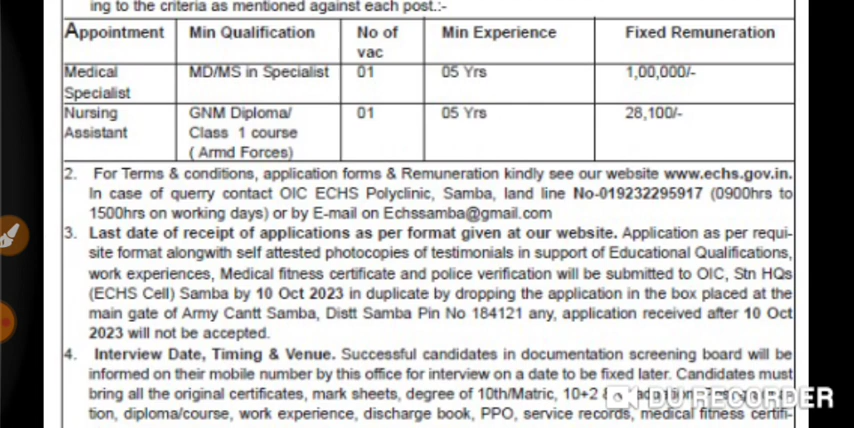 ing to the criteria as mentioned against each post.:-
Appointment Min Qualification No of vac Min Experience Fixed Remuneration
Medical Specialist MD/MS in Specialist 01 05 Yrs 1,00,000/-
Nursing Assistant GNM Diploma/ Class 1 course ( Armd Forces) 01 05 Yrs 28,100/-
2. For Terms & conditions, application forms & Remuneration kindly see our website www.echs.gov.in.
In case of querry contact OIC ECHS Polyclinic, Samba, land line No-019232295917 (0900hrs to
1500hrs on working days) or by E-mail on Echssamba@gmail.com
3. Last date of receipt of applications as per format given at our website. Application as per requi-
site format alongwith self attested photocopies of testimonials in support of Educational Qualifications,
work experiences, Medical fitness certificate and police verification will be submitted to OIC, Stn HQs
(ECHS Cell) Samba by 10 Oct 2023 in duplicate by dropping the application in the box placed at the
main gate of Army Cantt Samba, Distt Samba Pin No 184121 any, application received after 10 Oct
2023 will not be accepted.
4. Interview Date, Timing & Venue. Successful candidates in documentation screening board will be
informed on their mobile number by this office for interview on a date to be fixed later. Candidates must
bring all the original certificates, mark sheets, degree of 10th/Matric, 10+2
DU RECORDER
tion, diploma/course, work experience, discharge book, PPO, service records, medical fitness certifi-